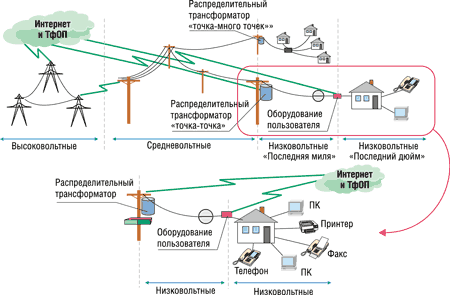 Интернет
и ТфОП
Распределительный
трансформатор
«точка-много точек»»
Распределительный
трансформатор
"точка-точка"
Оборудование
пользователя
Высоковольтные
Средневольтные
Низковольтные
«Последняя миля»
Низковольтные
«Последний дюйм»
Распределительный
трансформатор
Интернет
и ТфОП
Оборудование
пользователя
ПК
Принтер
Факс
Телефон
ПК
Низковольтные
Низковольтные